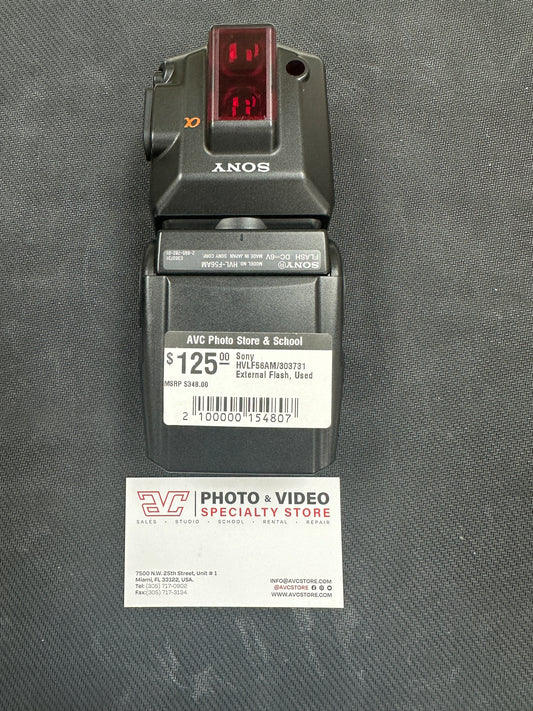 α
SONY
SONY® MODEL NO. HVL-F56AM
FLASH DC⎓6V MADE IN JAPAN SONY CORP.
AVC Photo Store & School
$125.00
Sony
HVLF56AM/303731
External Flash, Used
MSRP $348.00
2 100000 154807
AVC PHOTO & VIDEO
SPECIALTY STORE
SALES • STUDIO • SCHOOL • RENTAL • REPAIR
7500 N.W. 25th Street, Unit # 1
Miami, FL 33122, USA.
Tel: (305) 717-0902
Fax:(305) 717-3134
INFO@AVCSTORE.COM
@AVCSTORE
WWW.AVCSTORE.COM